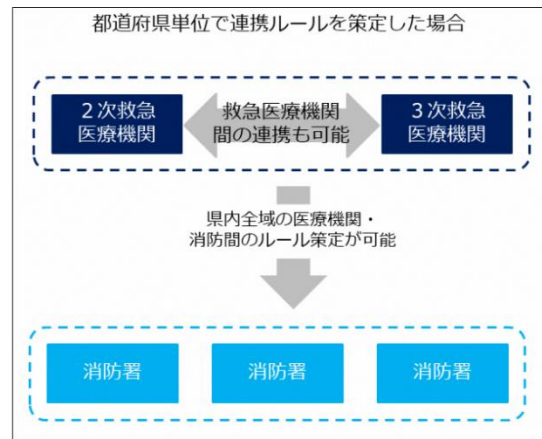 都道府県単位で連携ルールを策定した場合
２次救急
医療機関
救急医療機関
間の連携も可能
３次救急
医療機関
県内全域の医療機関・
消防間のルール策定が可能
消防署
消防署
消防署